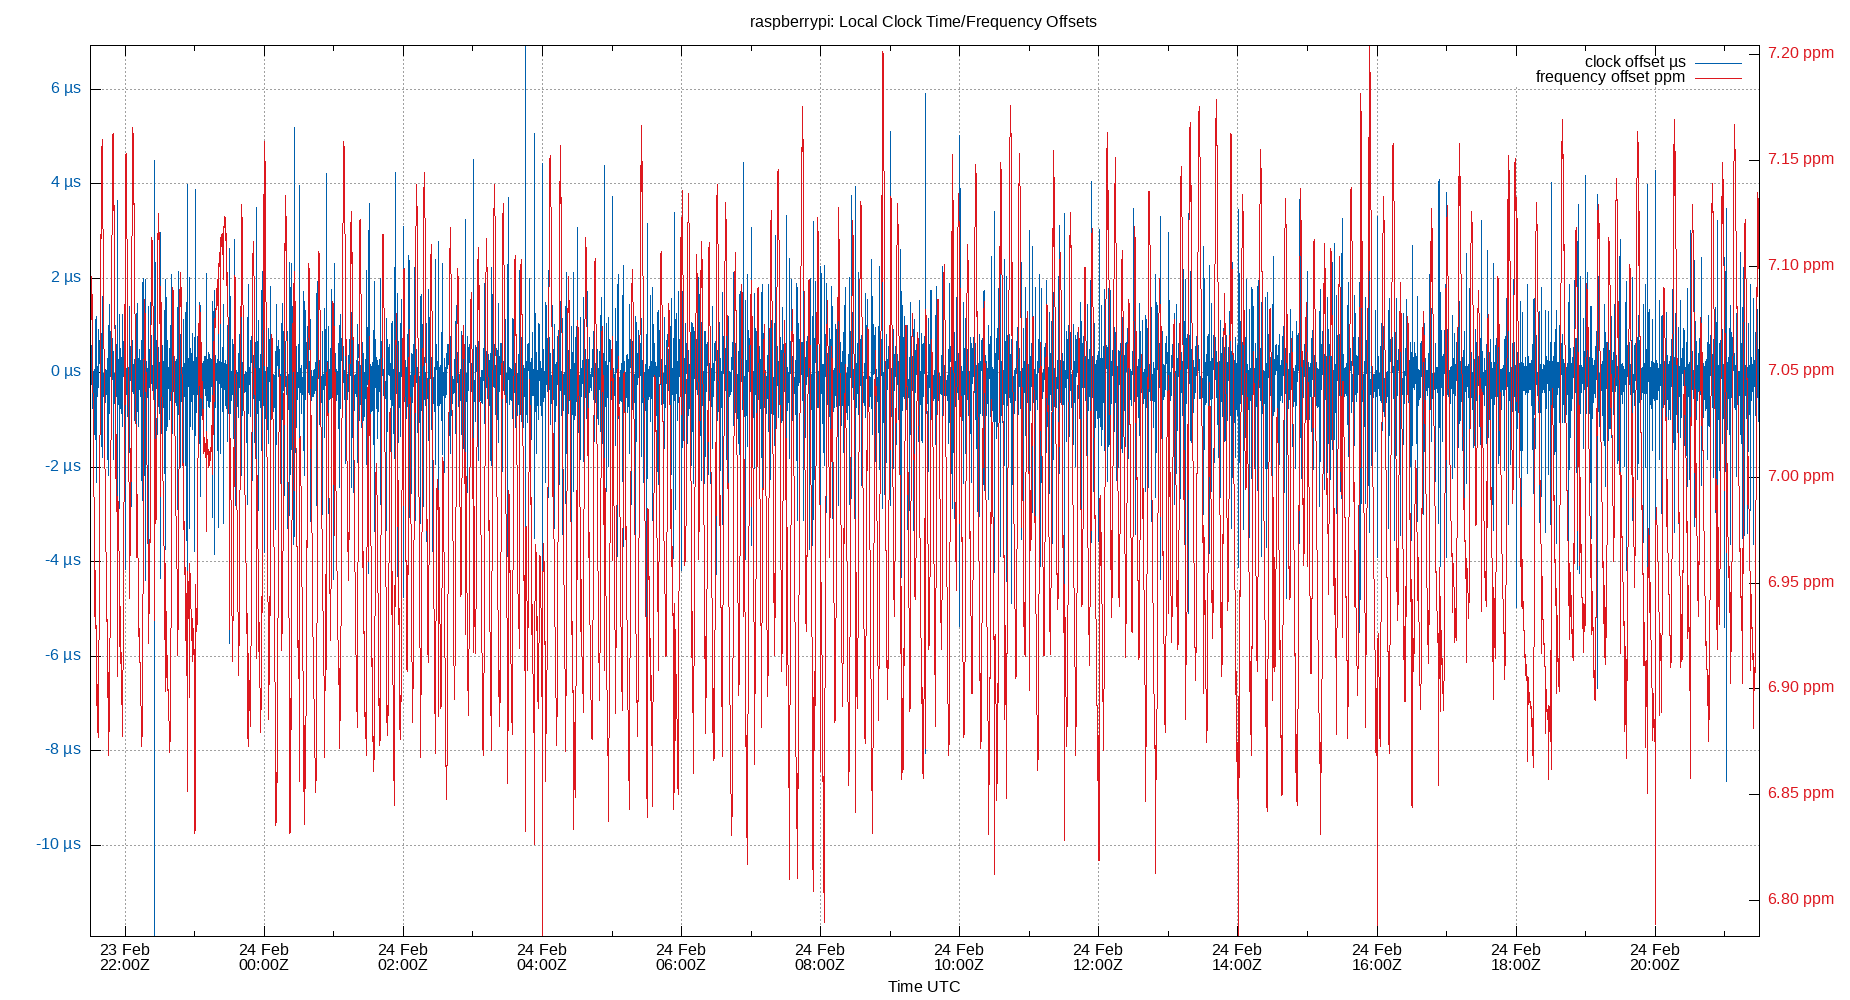 raspberrypi: Local Clock Time/Frequency Offsets
clock offset µs
frequency offset ppm
6 µs
4 µs
2 µs
0 µs
-2 µs
-4 µs
-6 µs
-8 µs
-10 µs
7.20 ppm
7.15 ppm
7.10 ppm
7.05 ppm
7.00 ppm
6.95 ppm
6.90 ppm
6.85 ppm
6.80 ppm
23 Feb
22:00Z
24 Feb
00:00Z
24 Feb
02:00Z
24 Feb
04:00Z
24 Feb
06:00Z
24 Feb
08:00Z
24 Feb
10:00Z
24 Feb
12:00Z
24 Feb
14:00Z
24 Feb
16:00Z
24 Feb
18:00Z
24 Feb
20:00Z
Time UTC